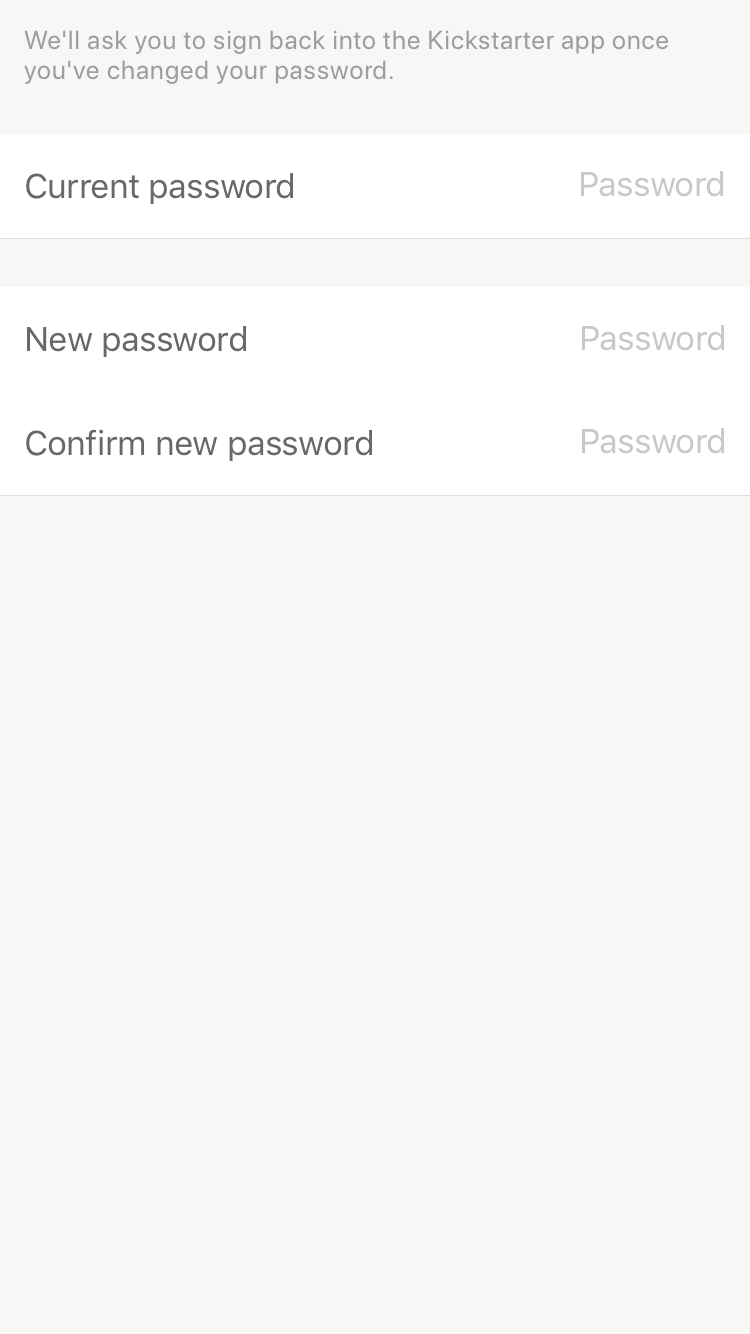 We'll ask you to sign back into the Kickstarter app once
you've changed your password.
Current password Password
New password Password
Confirm new password Password